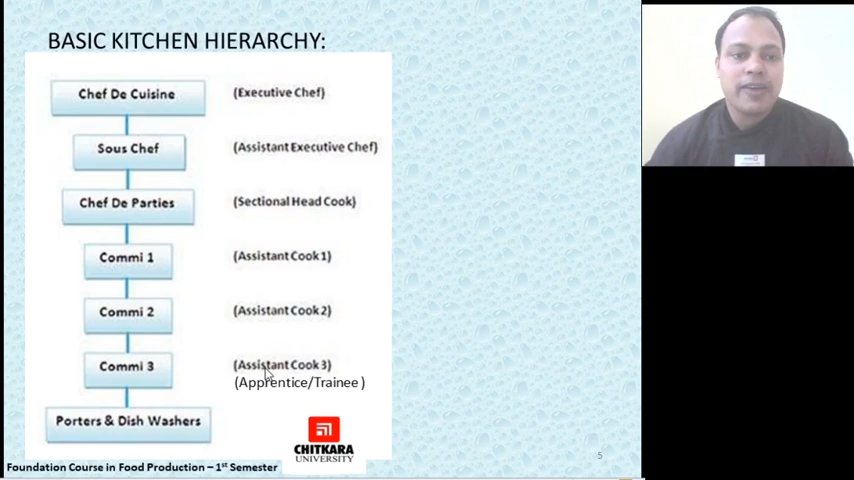 BASIC KITCHEN HIERARCHY:
Chef De Cuisine (Executive Chef)
Sous Chef (Assistant Executive Chef)
Chef De Parties (Sectional Head Cook)
Commi 1 (Assistant Cook 1)
Commi 2 (Assistant Cook 2)
Commi 3 (Assistant Cook 3)
(Apprentice/Trainee )
Porters & Dish Washers
CHITKARA
UNIVERSITY
5
Foundation Course in Food Production – 1st Semester